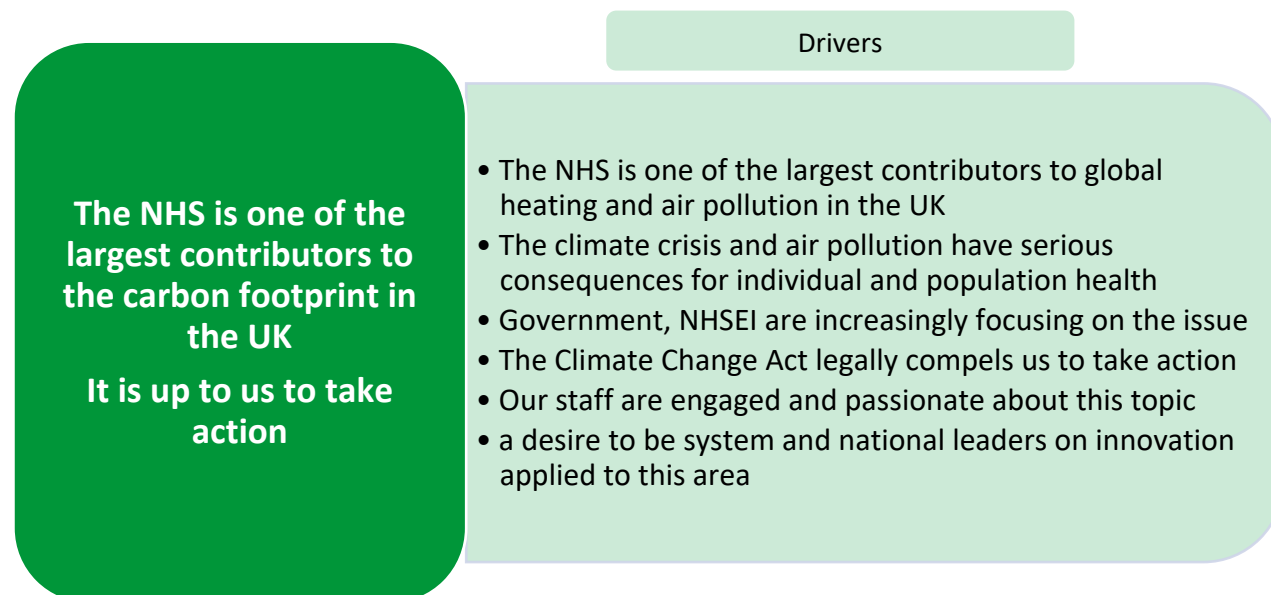 Drivers
The NHS is one of the
largest contributors to
the carbon footprint in
the UK
It is up to us to take
action
• The NHS is one of the largest contributors to global
heating and air pollution in the UK
• The climate crisis and air pollution have serious
consequences for individual and population health
• Government, NHSEI are increasingly focusing on the issue
• The Climate Change Act legally compels us to take action
• Our staff are engaged and passionate about this topic
• a desire to be system and national leaders on innovation
applied to this area